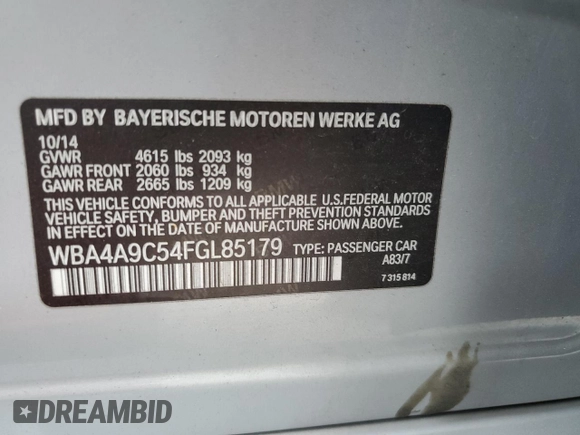 MFD BY BAYERISCHE MOTOREN WERKE AG
10/14
GVWR 4615 lbs 2093 kg
GAWR FRONT 2060 lbs 934 kg
GAWR REAR 2665 lbs 1209 kg
THIS VEHICLE CONFORMS TO ALL APPLICABLE U.S.FEDERAL MOTOR
VEHICLE SAFETY, BUMPER AND THEFT PREVENTION STANDARDS
IN EFFECT ON THE DATE OF MANUFACTURE SHOWN ABOVE.
WBA4A9C54FGL85179 TYPE: PASSENGER CAR
A83/7
7 315 814
DREAMBID